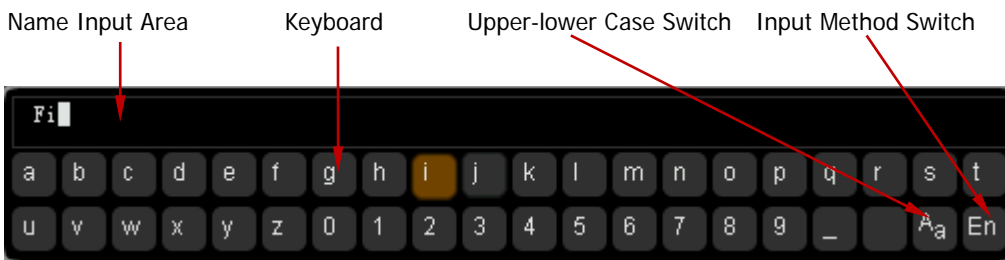 Name Input Area Keyboard Upper-lower Case Switch Input Method Switch
Fi
a b c d e f g h i j k l m n o p q r s t
u v w x y z 0 1 2 3 4 5 6 7 8 9 _ Aa En